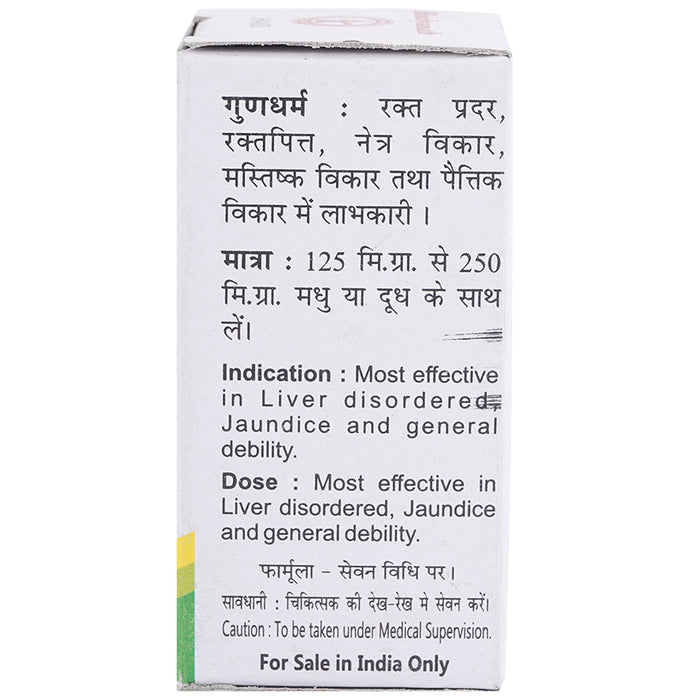 गुणधर्म : रक्त प्रदर,
रक्तपित्त, नेत्र विकार,
मस्तिष्क विकार तथा पैत्तिक
विकार में लाभकारी ।
मात्रा : 125 मि.ग्रा. से 250
मि.ग्रा. मधु या दूध के साथ
लें।
Indication : Most effective
in Liver disordered,
Jaundice and general
debility.
Dose : Most effective in
Liver disordered, Jaundice
and general debility.
फार्मूला – सेवन विधि पर ।
सावधानी : चिकित्सक की देख-रेख मे सेवन करें।
Caution : To be taken under Medical Supervision.
For Sale in India Only